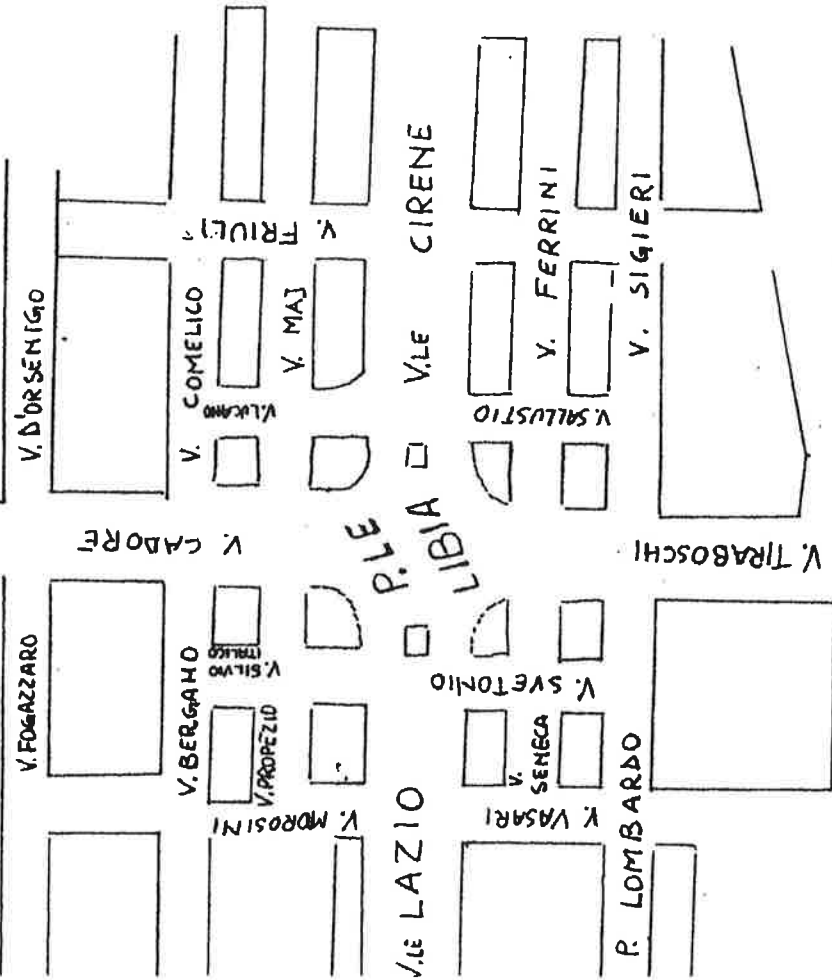 V. D'ORSENIGO
V. FOGAZZARO
V. CADORE
V. COMELICO
V. BERGAMO
V. LUCANO
V. SILVIO
ITALICO
V. FRIULI
V. MAJ
V. PROPEZIO
V. MOROSINI
V.LE CIRENE
P.LE
LIBIA
V.LE LAZIO
V. SALLUSTIO
V. SVETONIO
V. FERRINI
V.
SENECA
V. VASARI
V. SIGIERI
P. LOMBARDO
V. TIRABOSCHI